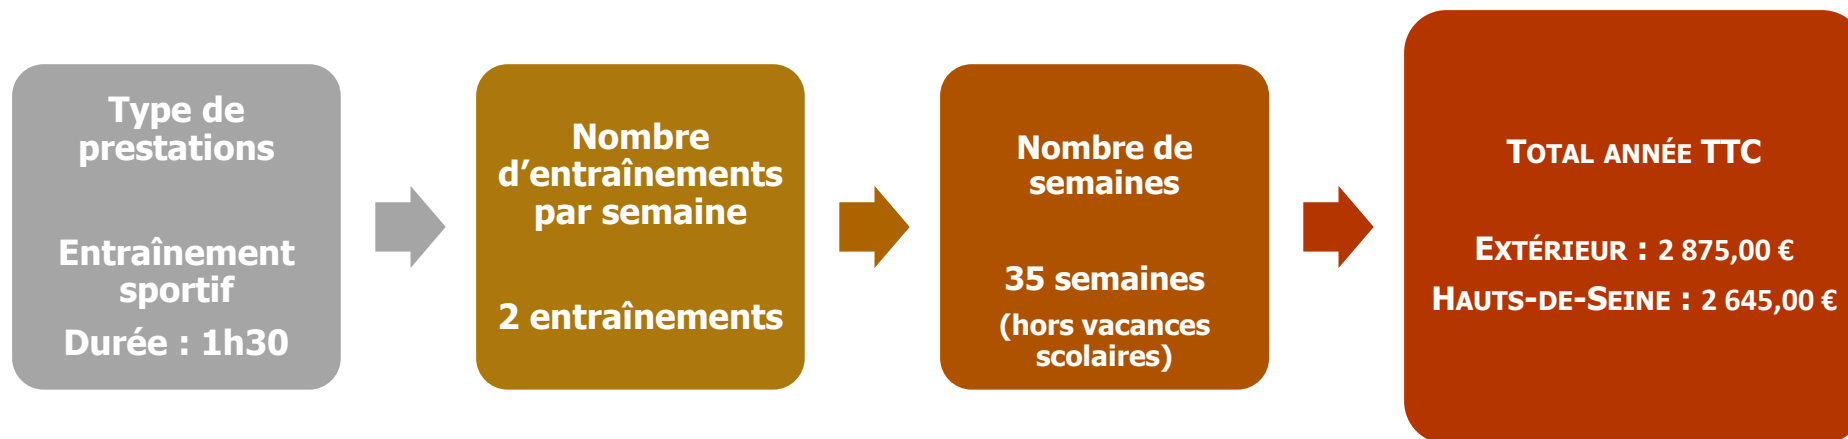 Type de
prestations
Entraînement
sportif
Durée : 1h30
Nombre
d’entraînements
par semaine
2 entraînements
Nombre de
semaines
35 semaines
(hors vacances
scolaires)
TOTAL ANNÉE TTC
EXTÉRIEUR : 2 875,00 €
HAUTS-DE-SEINE : 2 645,00 €